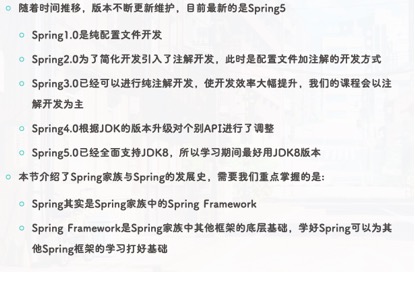 随着时间推移，版本不断更新维护，目前最新的是Spring5
Spring1.0是纯配置文件开发
Spring2.0为了简化开发引入了注解开发，此时是配置文件加注解的开发方式
Spring3.0已经可以进行纯注解开发，使开发效率大幅提升，我们的课程会以注
解开发为主
Spring4.0根据JDK的版本升级对个别API进行了调整
Spring5.0已经全面支持JDK8，所以学习期间最好用JDK8版本
本节介绍了Spring家族与Spring的发展史，需要我们重点掌握的是:
Spring其实是Spring家族中的Spring Framework
Spring Framework是Spring家族中其他框架的底层基础，学好Spring可以为其
他Spring框架的学习打好基础